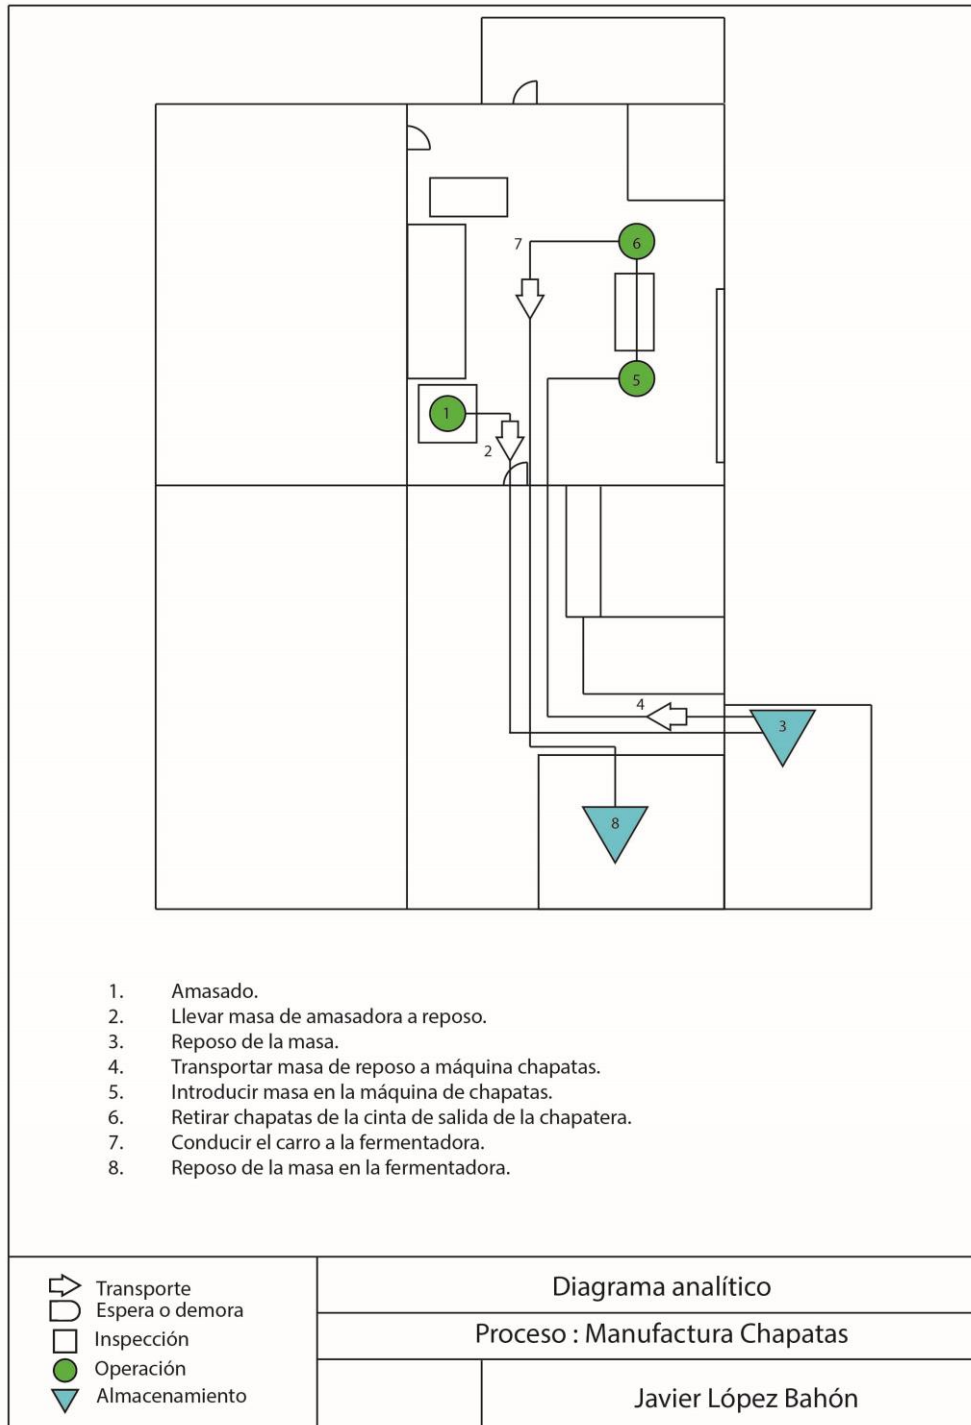 7
6
5
1
2
4
3
8
1. Amasado.
2. Llevar masa de amasadora a reposo.
3. Reposo de la masa.
4. Transportar masa de reposo a máquina chapatas.
5. Introducir masa en la máquina de chapatas.
6. Retirar chapatas de la cinta de salida de la chapatera.
7. Conducir el carro a la fermentadora.
8. Reposo de la masa en la fermentadora.
Transporte
Espera o demora
Inspección
Operación
Almacenamiento
Diagrama analítico
Proceso : Manufactura Chapatas
Javier López Bahón